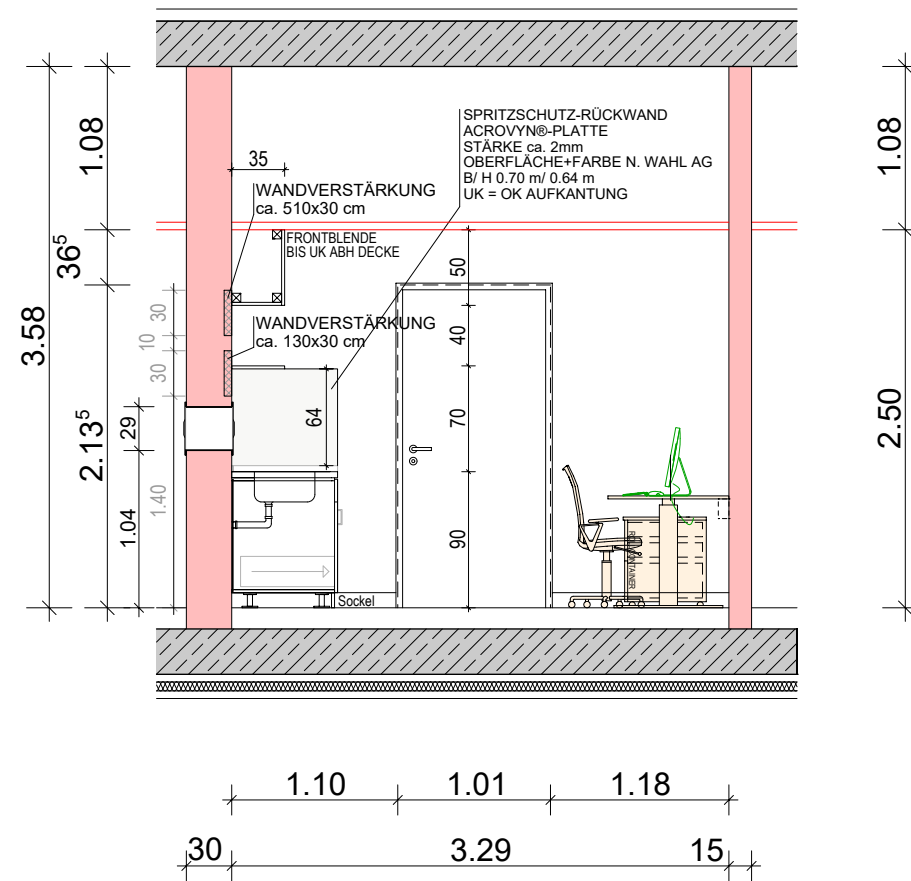 SPRITZSCHUTZ-RÜCKWAND
ACROVYN®-PLATTE
STÄRKE ca. 2mm
OBERFLÄCHE+FARBE N. WAHL AG
B/ H 0.70 m/ 0.64 m
UK = OK AUFKANTUNG
35
WANDVERSTÄRKUNG
ca. 510x30 cm
FRONTBLENDE
BIS UK ABH DECKE
WANDVERSTÄRKUNG
ca. 130x30 cm
3.58
1.08
36⁵
2.13⁵
1.04
29
1.40
30
10
30
64
50
40
70
90
Sockel
ROLLCONTAINER
1.08
2.50
1.10
1.01
1.18
30
3.29
15